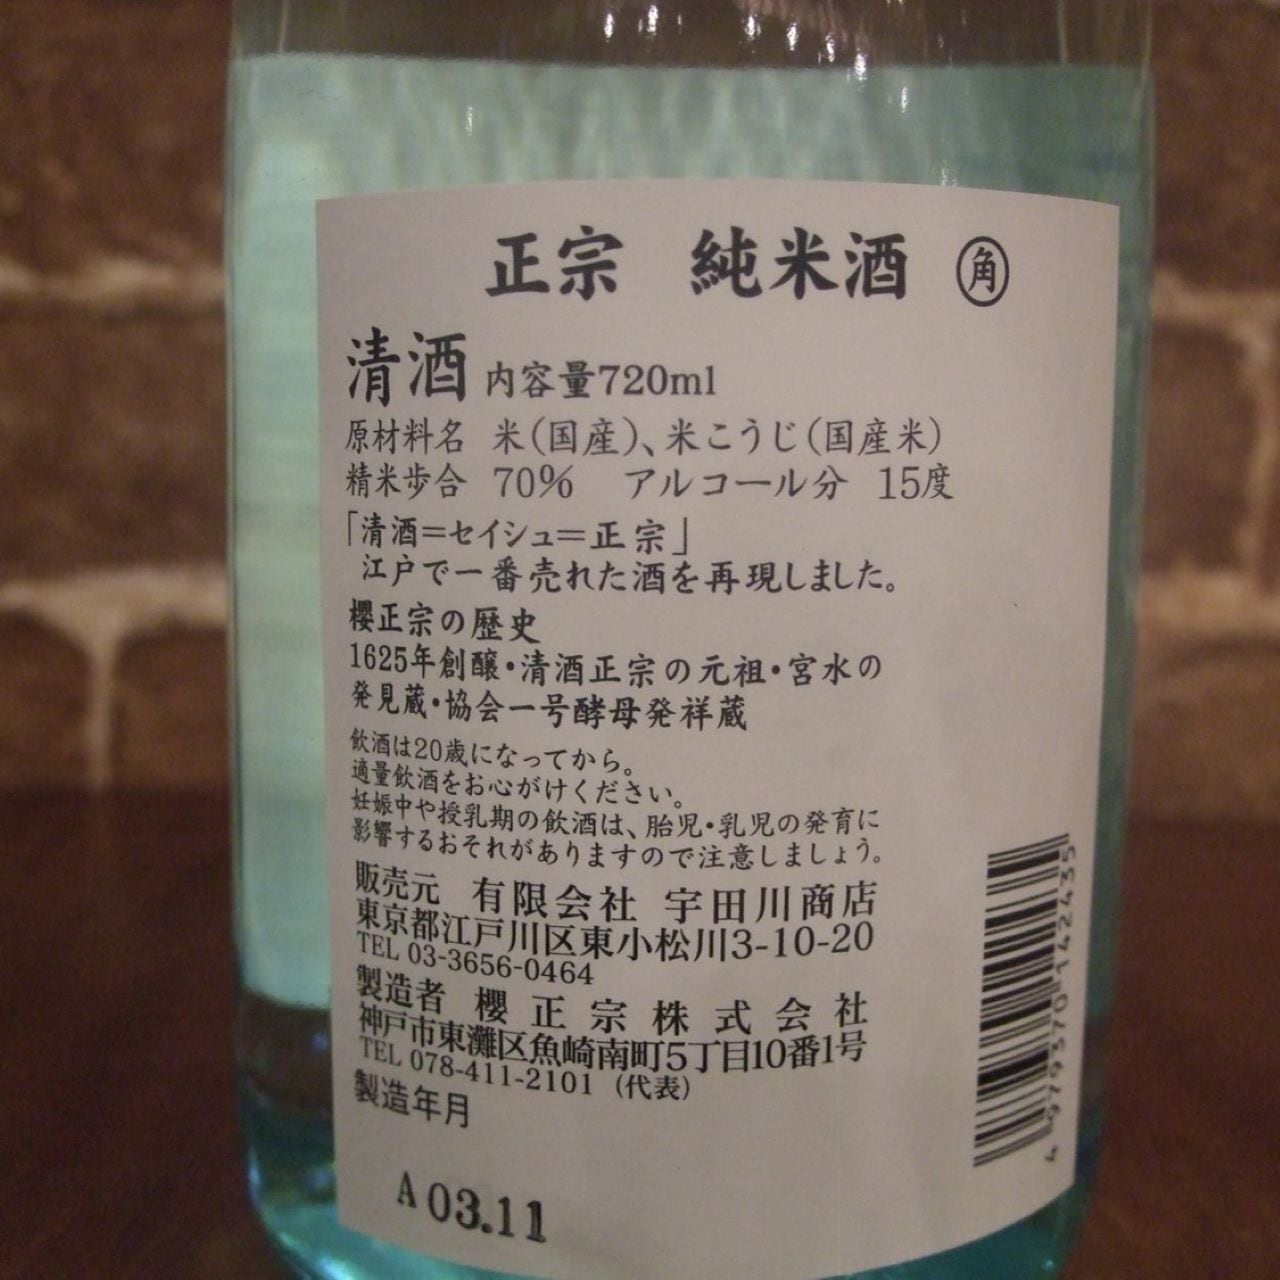 正宗 純米酒 角
清酒 内容量720ml
原材料名 米(国産)、米こうじ(国産米)
精米歩合 70% アルコール分 15度
「清酒=セイシュ=正宗」
江戸で一番売れた酒を再現しました。
櫻正宗の歴史
1625年創醸・清酒正宗の元祖・宮水の
発見蔵・協会一号酵母発祥蔵
飲酒は20歳になってから。
適量飲酒をお心がけください。
妊娠中や授乳期の飲酒は、胎児・乳児の発育に
影響するおそれがありますので注意しましょう。
販売元 有限会社 宇田川商店
東京都江戸川区東小松川3-10-20
TEL 03-3656-0464
製造者 櫻正宗株式会社
神戸市東灘区魚崎南町5丁目10番1号
TEL 078-411-2101 (代表)
製造年月
A 03.11
4 979370 142435